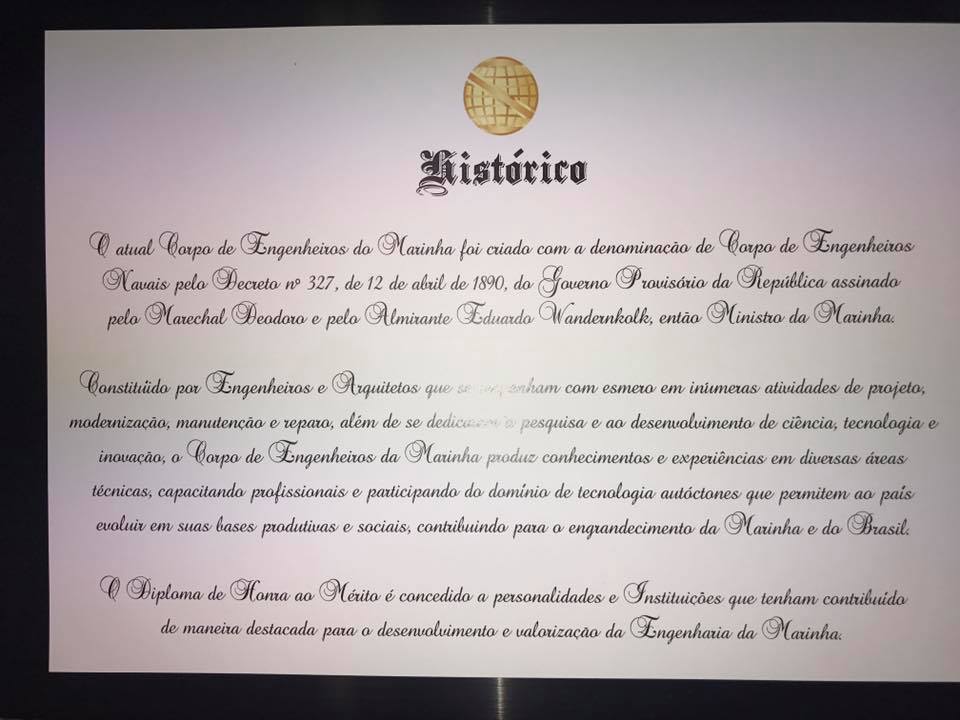 Histórico
O atual Corpo de Engenheiros do Marinha foi criado com a denominação de Corpo de Engenheiros
Navais pelo Decreto nº 327, de 12 de abril de 1890, do Governo Provisório da República assinado
pelo Marechal Deodoro e pelo Almirante Eduardo Wandernkolk, então Ministro da Marinha.
Constituído por Engenheiros e Arquitetos que com esmero em inúmeras atividades de projeto,
modernização, manutenção e reparo, além de se pesquisa e ao desenvolvimento de ciência, tecnologia e
inovação, o Corpo de Engenheiros da Marinha produz conhecimentos e experiências em diversas áreas
técnicas, capacitando profissionais e participando do domínio de tecnologia autóctones que permitem ao país
evoluir em suas bases produtivas e sociais, contribuindo para o engrandecimento da Marinha e do Brasil.
O Diploma de Honra ao Mérito é concedido a personalidades e Instituições que tenham contribuído
de maneira destacada para o desenvolvimento e valorização da Engenharia da Marinha.